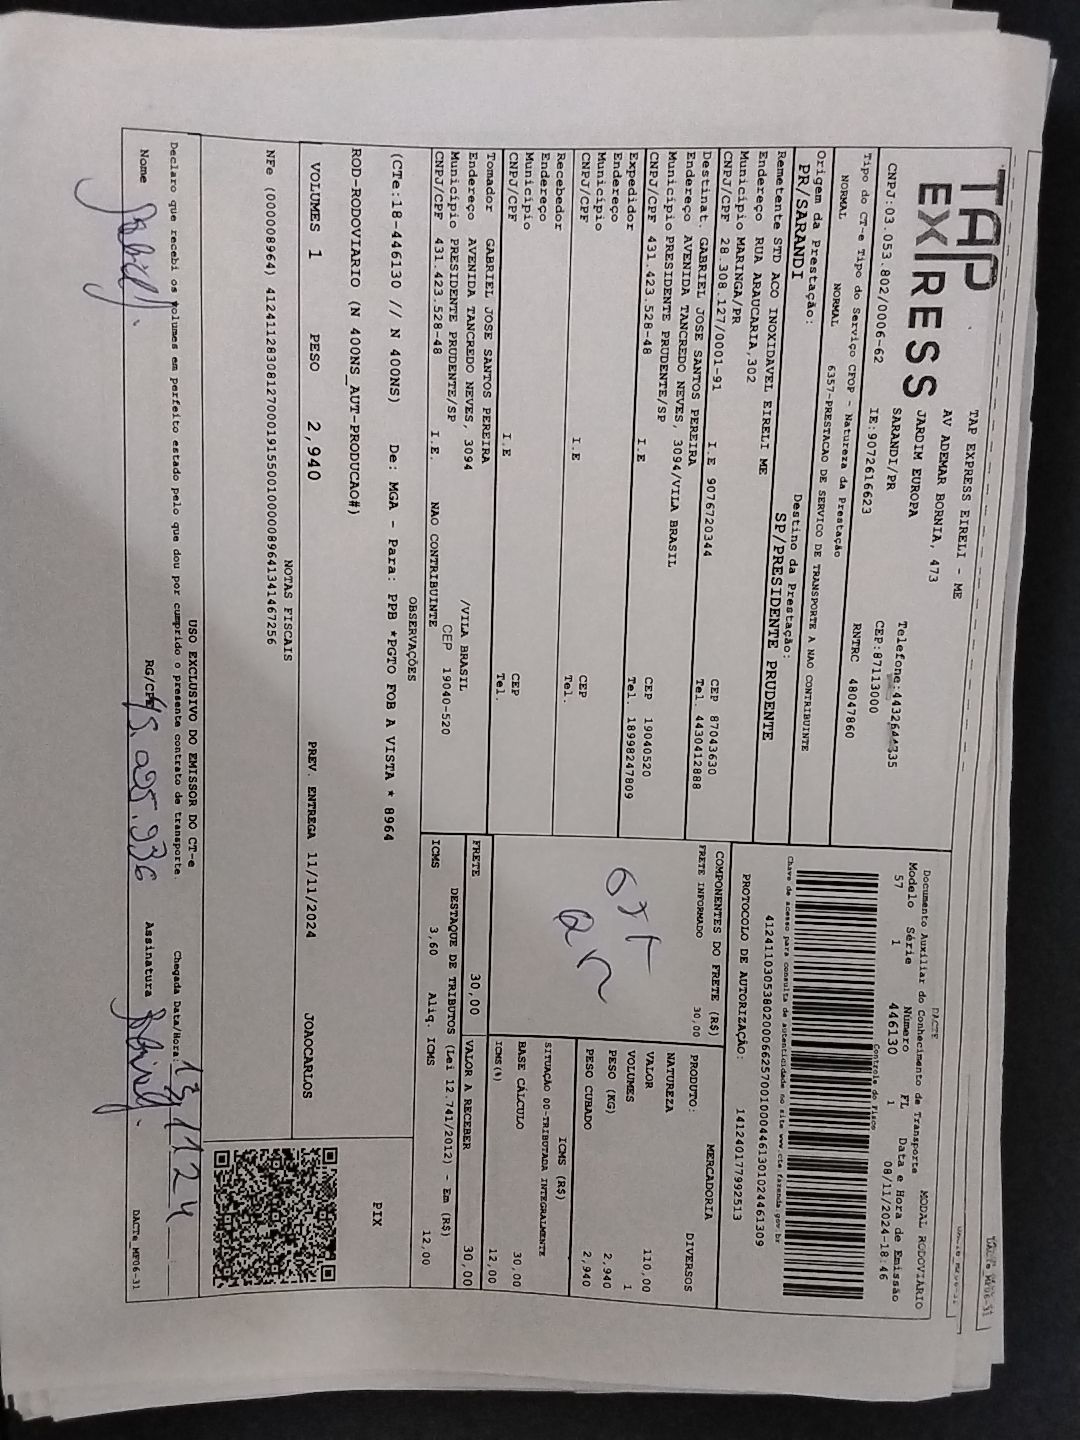 TAP
EXPRESS
TAP EXPRESS EIRELI - ME
AV ADEMAR BORNIA, 473
JARDIM EUROPA
SARANDI/PR
CNPJ:03.053.802/0006-62
IE:9072616623
CEP:87113000
RNTRC 48047860
Tipo do CT-e Tipo do Serviço CFOP - Natureza da Prestação
NORMAL NORMAL 6357-PRESTACAO DE SERVICO DE TRANSPORTE A NAO CONTRIBUINTE
Origem da Prestação: Destino da Prestação:
PR/SARANDI SP/PRESIDENTE PRUDENTE
Remetente STD ACO INOXIDAVEL EIRELI ME
Endereço RUA ARAUCARIA,302
Município MARINGA/PR CEP 87043630
CNPJ/CPF 28.308.127/0001-91 I.E 9076720344 Tel. 4430412888
Destinat. GABRIEL JOSE SANTOS PEREIRA
Endereço AVENIDA TANCREDO NEVES, 3094/VILA BRASIL
Município PRESIDENTE PRUDENTE/SP CEP 19040520
CNPJ/CPF 431.423.528-48 I.E Tel. 18998247809
Expedidor
Endereço
Município CEP
CNPJ/CPF I.E Tel.
Recebedor
Endereço
Município CEP
CNPJ/CPF I.E Tel.
Tomador GABRIEL JOSE SANTOS PEREIRA
Endereço AVENIDA TANCREDO NEVES, 3094 /VILA BRASIL
Município PRESIDENTE PRUDENTE/SP CEP 19040-520
CNPJ/CPF 431.423.528-48 I.E. NAO CONTRIBUINTE
DACTE
Documento Auxiliar do Conhecimento de Transporte MODAL RODOVIÁRIO
Modelo Série Número FL Data e Hora de Emissão
57 1 446130 1 08/11/2024-18:46
Controle do Fisco
Chave de acesso para consulta de autenticidade no site www.cte.fazenda.gov.br
41241103053802000662570010004461301024461309
PROTOCOLO DE AUTORIZAÇÃO: 141240177992513
COMPONENTES DO FRETE (R$)
FRETE INFORMADO 30,00
PRODUTO: MERCADORIA
NATUREZA DIVERSOS
VALOR 110,00
VOLUMES 1
PESO (KG) 2,940
PESO CUBADO 2,940
ICMS (R$)
SITUAÇÃO 00-TRIBUTADA INTEGRALMENTE
BASE CÁLCULO 30,00
ICMS(%) 12,00
FRETE 30,00 VALOR A RECEBER 30,00
DESTAQUE DE TRIBUTOS (Lei 12.741/2012) - Em (R$)
ICMS 3,60 Aliq. ICMS 12,00
OBSERVAÇÕES
(CTe:18-446130 // N 400NS) De: MGA - Para: PPB *PGTO FOB A VISTA * 8964
ROD-RODOVIARIO (N 400NS_AUT-PRODUCAO#)
PIX
VOLUMES 1 PESO 2,940 PREV. ENTREGA 11/11/2024 JOAOCARLOS
NOTAS FISCAIS
NFe (000008964) 41241128308127000191550010000089641341467256
USO EXCLUSIVO DO EMISSOR DO CT-e
Declaro que recebi os volumes em perfeito estado pelo que dou por cumprido o presente contrato de transporte. Chegada Data/Hora: 13/11 24
Nome RG/CPF 45.025.936 Assinatura
DACTe_MP06-31